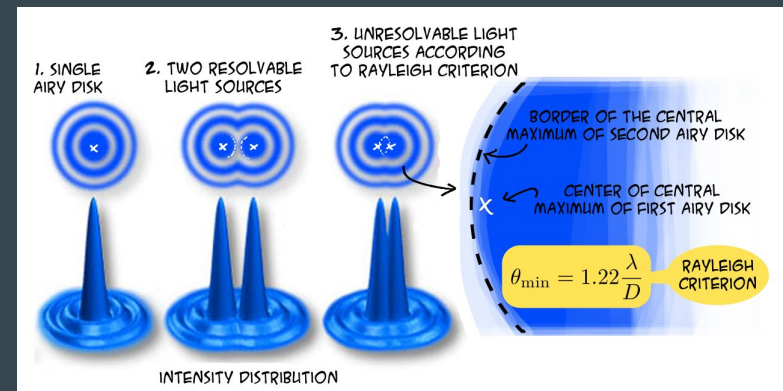 1. SINGLE
AIRY DISK
2. TWO RESOLVABLE
LIGHT SOURCES
3. UNRESOLVABLE LIGHT
SOURCES ACCORDING
TO RAYLEIGH CRITERION
BORDER OF THE CENTRAL
MAXIMUM OF SECOND AIRY DISK
CENTER OF CENTRAL
MAXIMUM OF FIRST AIRY DISK
θmin = 1.22 λ/D
RAYLEIGH
CRITERION
INTENSITY DISTRIBUTION